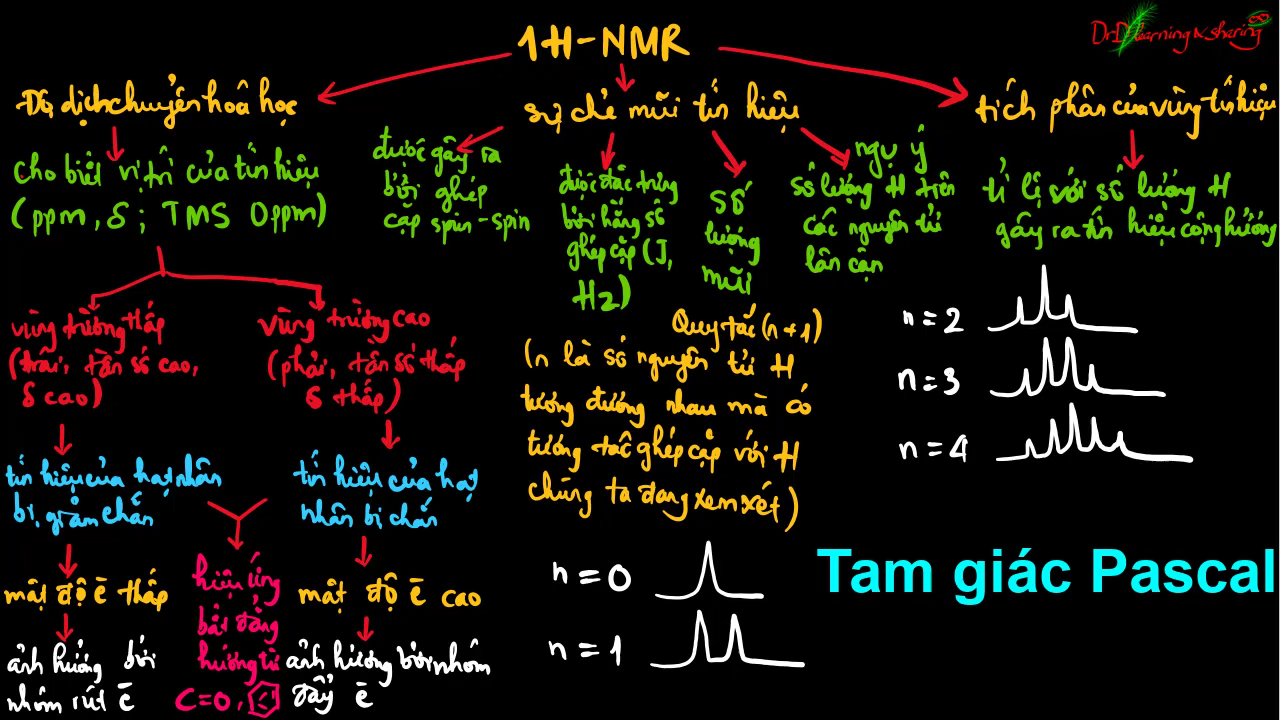 1H-NMR
Dr.D learning & sharing
Độ dịch chuyển hoá học
cho biết vị trí của tín hiệu
(ppm, δ; TMS 0ppm)
vùng trường thấp
(trái, tần số cao,
δ cao)
tín hiệu của hạt nhân
bị giảm chắn
mật độ ē thấp
ảnh hưởng bởi
nhóm rút ē
vùng trường cao
(phải, tần số thấp
δ thấp)
tín hiệu của hạt
nhân bị chắn
mật độ ē cao
ảnh hưởng bởi nhóm
đẩy ē
hiệu ứng
bất đẳng
hướng từ
C=O,
sự chẻ mũi tín hiệu
được gây ra
bởi ghép
cặp spin-spin
được đặc trưng
bởi hằng số
ghép cặp (J,
Hz)
số
lượng
mũi
ngụ ý
số lượng H trên
các nguyên tử
lân cận
Quy tắc (n+1)
(n là số nguyên tử H
tương đương nhau mà có
tương tác ghép cặp với H
chúng ta đang xem xét)
n=0
n=1
tích phân của vùng tín hiệu
tỉ lệ với số lượng H
gây ra tín hiệu cộng hưởng
n=2
n=3
n=4
Tam giác Pascal